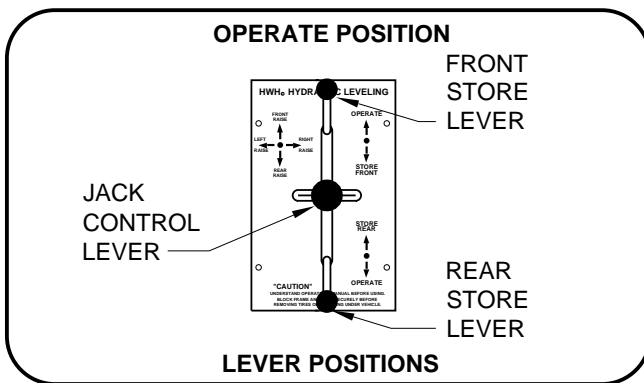 OPERATE POSITION
FRONT
STORE
LEVER
HWH® HYDRA IC LEVELING
FRONT
RAISE
OPERATE
LEFT
RAISE
RIGHT
RAISE
REAR
RAISE
STORE
FRONT
JACK
CONTROL
LEVER
STORE
REAR
OPERATE
REAR
STORE
LEVER
"CAUTION"
UNDERSTAND OPERAT ANUAL BEFORE USING.
BLOCK FRAME AN SECURELY BEFORE
REMOVING TIRES O NG UNDER VEHICLE.
LEVER POSITIONS